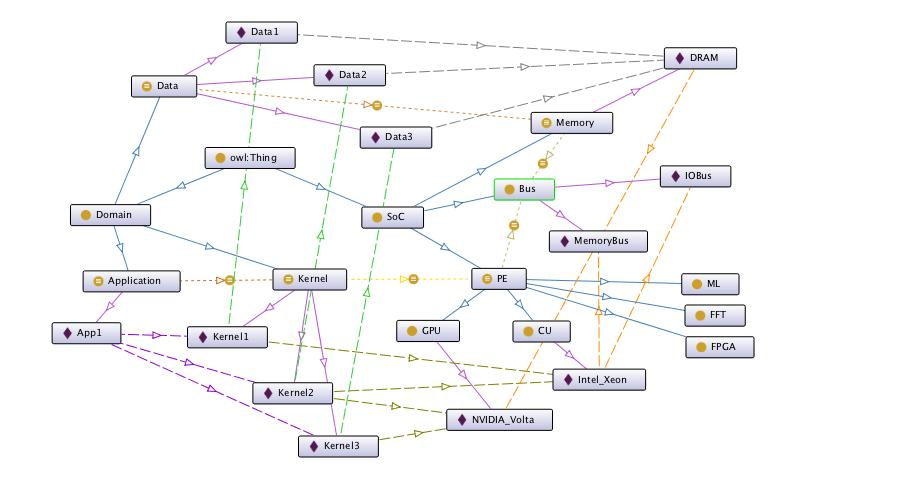 Data1
DRAM
Data2
Data
Memory
Data3
owl:Thing
IOBus
Bus
Domain
SoC
MemoryBus
Application
Kernel
PE
ML
FFT
App1
Kernel1
GPU
CU
FPGA
Intel_Xeon
Kernel2
NVIDIA_Volta
Kernel3